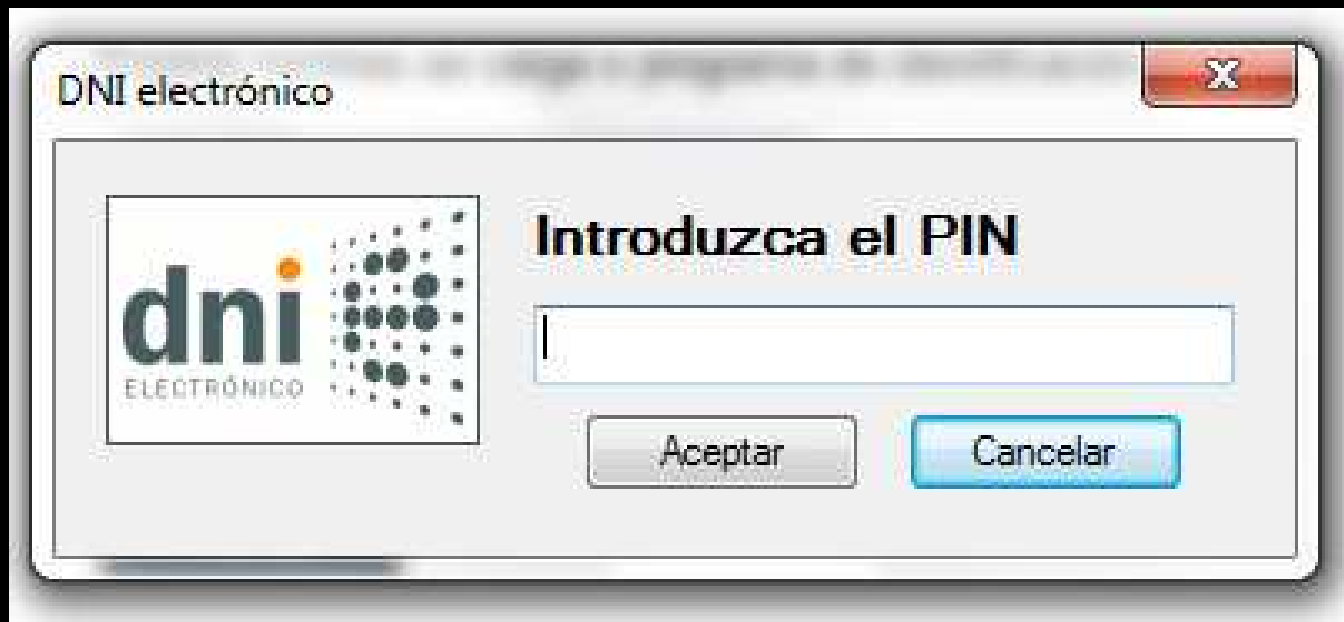 DNI electrónico
dni
ELECTRÓNICO
Introduzca el PIN
Aceptar
Cancelar